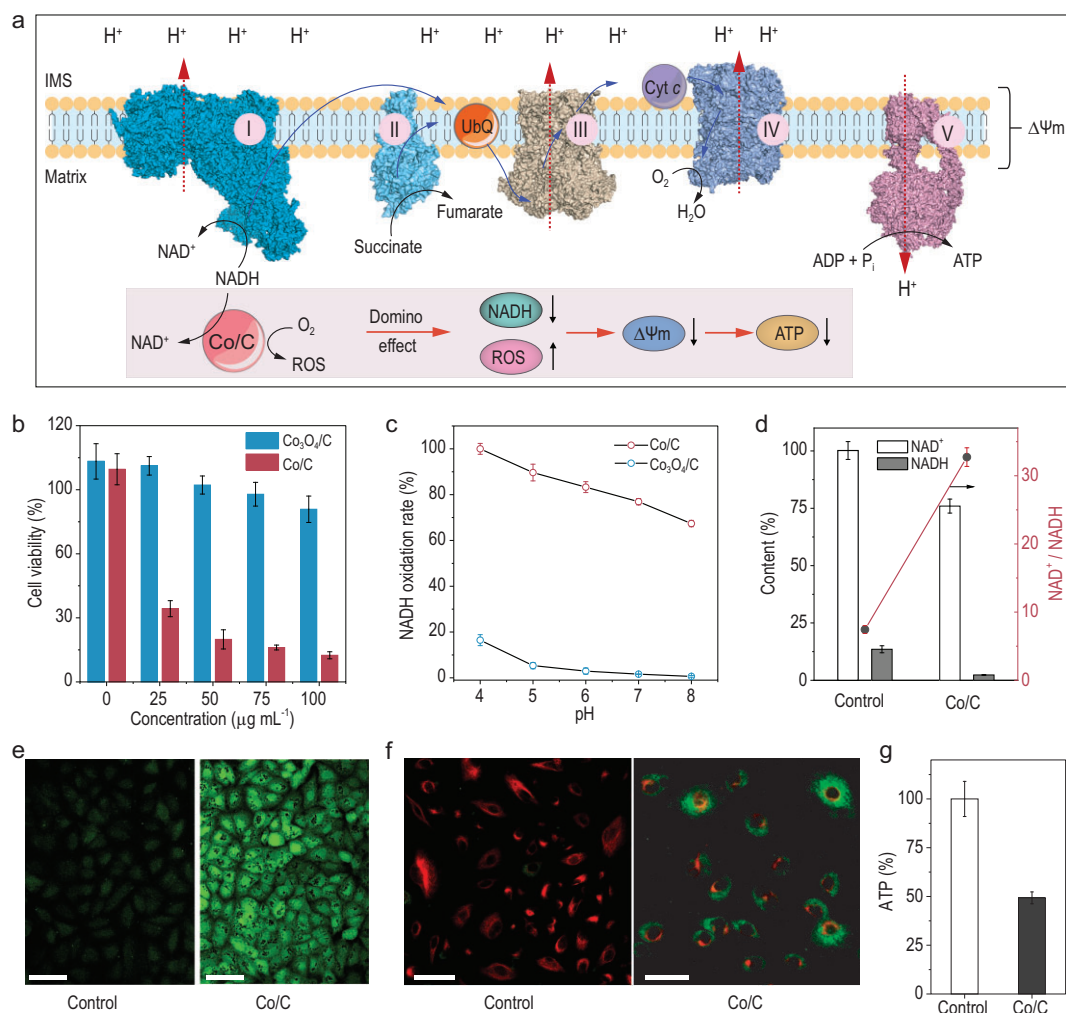 a
H⁺ H⁺ H⁺ H⁺ H⁺ H⁺ H⁺ H⁺ H⁺ H⁺
IMS
Cyt c
I II UbQ III IV V ΔΨm
Matrix
O₂
H₂O
Fumarate
Succinate
NAD⁺
NADH
ADP + Pᵢ ATP
H⁺
NAD⁺ Co/C O₂ ROS
Domino
effect
NADH
ROS
ΔΨm
ATP
b
Cell viability (%)
120
90
120
60
30
120
Co₃O₄/C
Co/C
0 25 50 75 100
Concentration (μg mL⁻¹)
c
NADH oxidation rate (%)
100
80
60
40
20
0
Co/C
Co₃O₄/C
4 5 6 7 8
pH
d
Content (%)
100
75
50
25
0
NAD⁺
NADH
30
20
10
0
NAD⁺ / NADH
Control Co/C
e
Control Co/C
f
Control Co/C
g
ATP (%)
100
75
50
25
0
Control Co/C